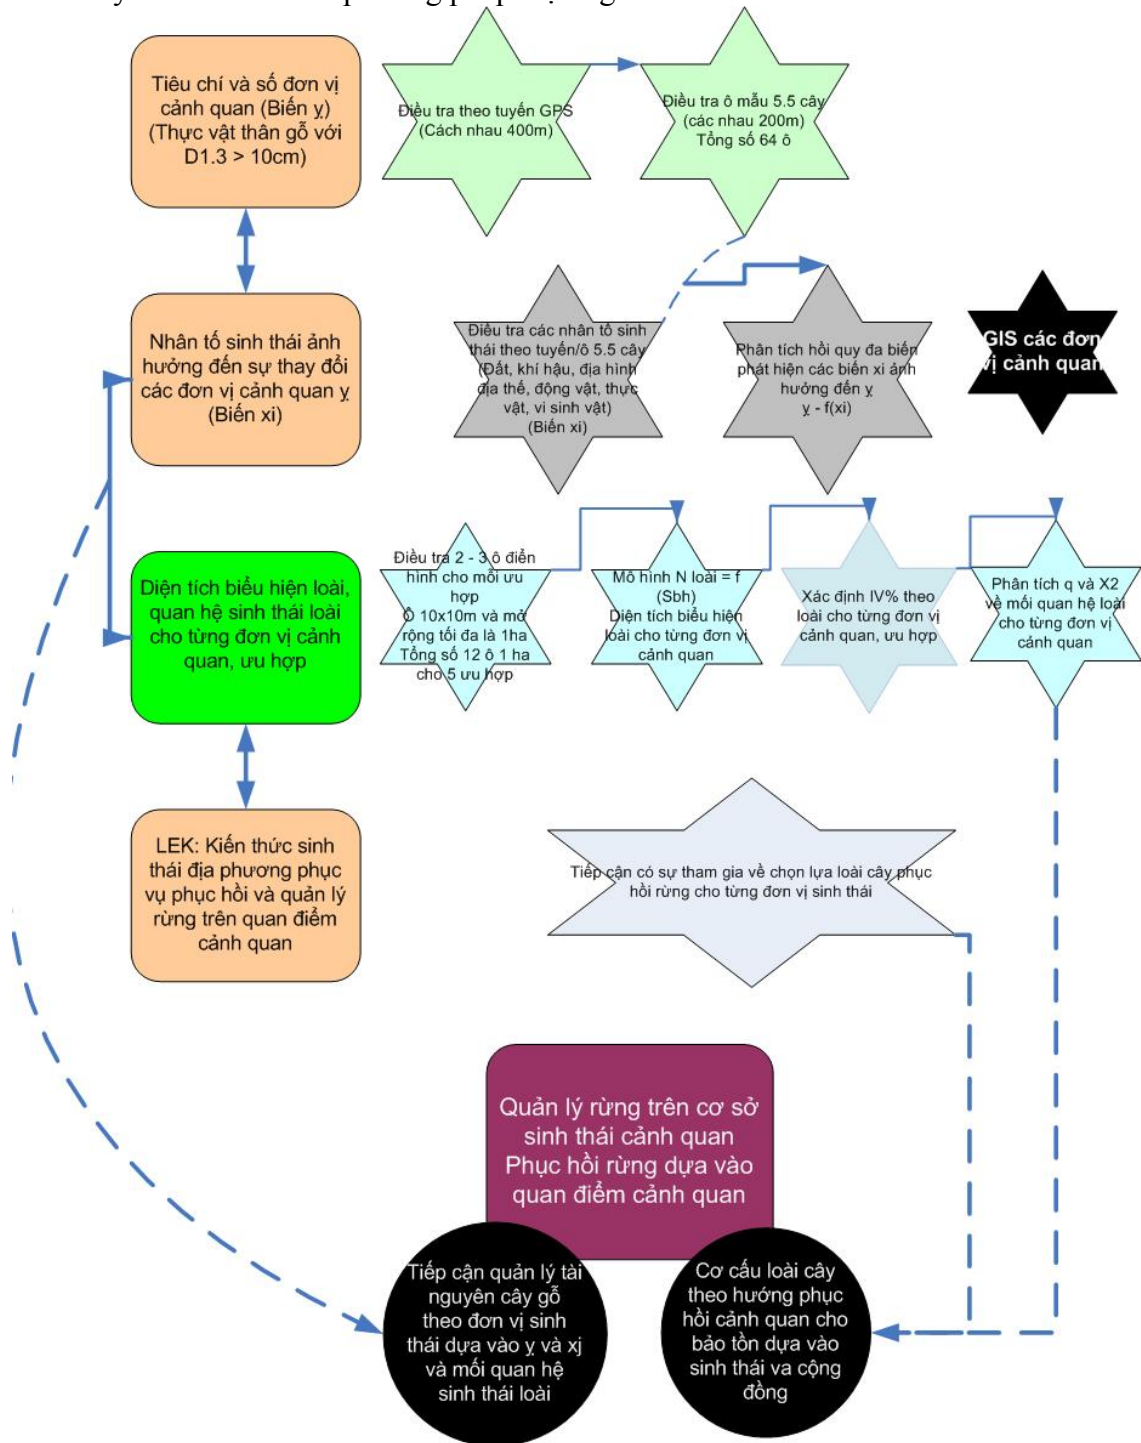 Tiêu chí và số đơn vị
cảnh quan (Biến y̧)
(Thực vật thân gỗ với
D1.3 > 10cm)
Điều tra theo tuyến GPS
(Cách nhau 400m)
Điều tra ô mẫu 5.5 cây
(các nhau 200m)
Tổng số 64 ô
Nhân tố sinh thái ảnh
hưởng đến sự thay đổi
các đơn vị cảnh quan y̧
(Biến xi)
Điều tra các nhân tố sinh
thái theo tuyến/ô 5.5 cây
(Đất, khí hậu, địa hình
địa thế, động vật, thực
vật, vi sinh vật)
(Biến xi)
Phân tích hồi quy đa biến
phát hiện các biến xi ảnh
hưởng đến y̧
y̧ - f(xi)
GIS các đơn
vị cảnh quan
Diện tích biểu hiện loài,
quan hệ sinh thái loài
cho từng đơn vị cảnh
quan, ưu hợp
Điều tra 2 - 3 ô điển
hình cho mỗi ưu
hợp
Ô 10x10m và mở
rộng tối đa là 1ha
Tổng số 12 ô 1 ha
cho 5 ưu hợp
Mô hình N loài = f
(Sbh)
Diện tích biểu hiện
loài cho từng đơn vị
cảnh quan
Xác định IV% theo
loài cho từng đơn vị
cảnh quan, ưu hợp
Phân tích q và X2
về mối quan hệ loài
cho từng đơn vị
cảnh quan
LEK: Kiến thức sinh
thái địa phương phục
vụ phục hồi và quản lý
rừng trên quan điểm
cảnh quan
Tiếp cận có sự tham gia về chọn lựa loài cây phục
hồi rừng cho từng đơn vị sinh thái
Quản lý rừng trên cơ sở
sinh thái cảnh quan
Phục hồi rừng dựa vào
quan điểm cảnh quan
Tiếp cận quản lý tài
nguyên cây gỗ
theo đơn vị sinh
thái dựa vào y̧ và xj
và mối quan hệ
sinh thái loài
Cơ cấu loài cây
theo hướng phục
hồi cảnh quan cho
bảo tồn dựa vào
sinh thái va cộng
đồng